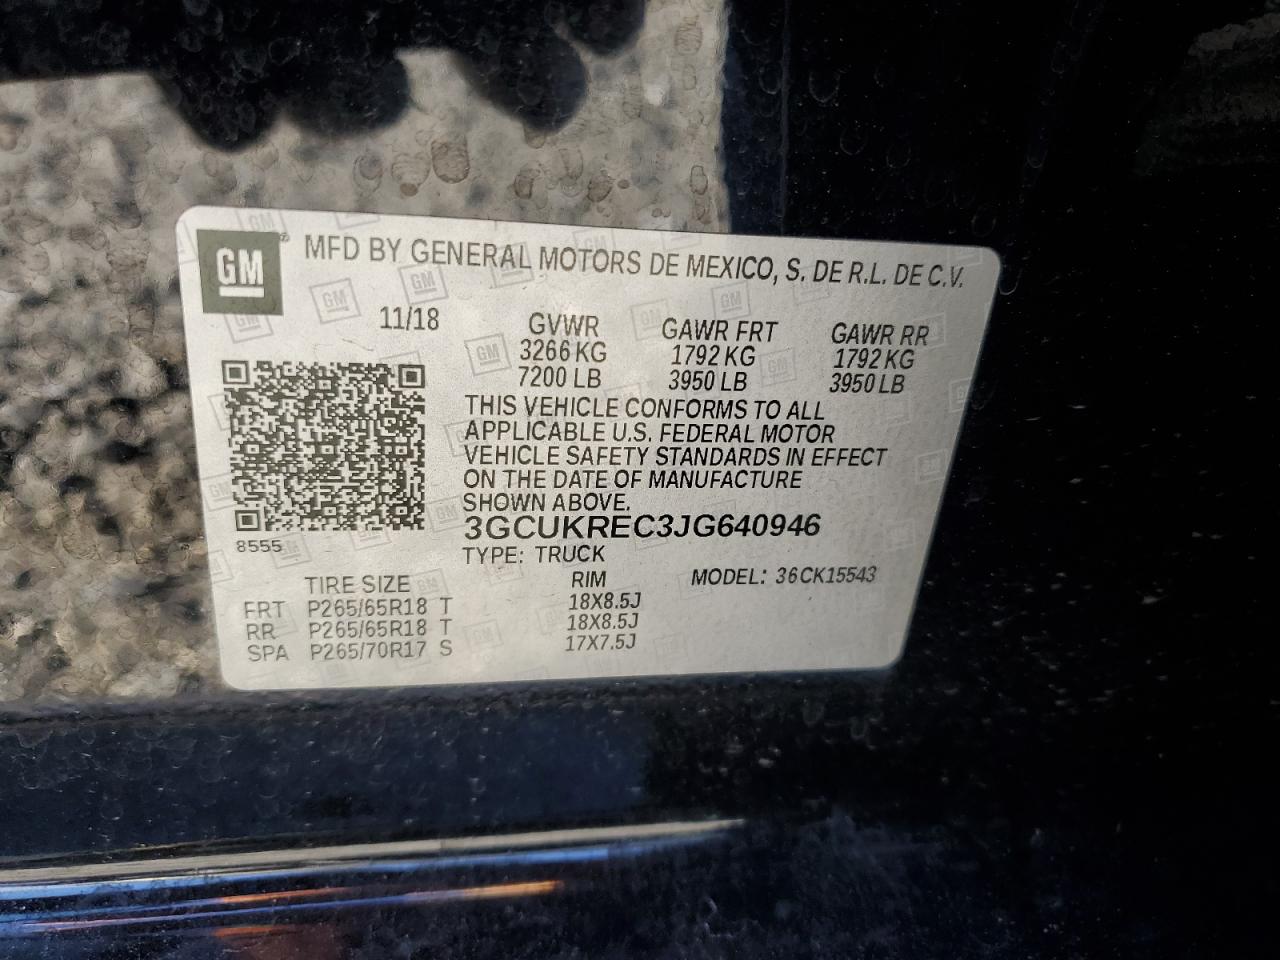 GM
MFD BY GENERAL MOTORS DE MEXICO, S. DE R.L. DE C.V.
11/18 GVWR GAWR FRT GAWR RR
3266 KG 1792 KG 1792 KG
7200 LB 3950 LB 3950 LB
THIS VEHICLE CONFORMS TO ALL
APPLICABLE U.S. FEDERAL MOTOR
VEHICLE SAFETY STANDARDS IN EFFECT
ON THE DATE OF MANUFACTURE
SHOWN ABOVE.
3GCUKREC3JG640946
8555
TYPE: TRUCK
TIRE SIZE RIM MODEL: 36CK15543
FRT P265/65R18 T 18X8.5J
RR P265/65R18 T 18X8.5J
SPA P265/70R17 S 17X7.5J